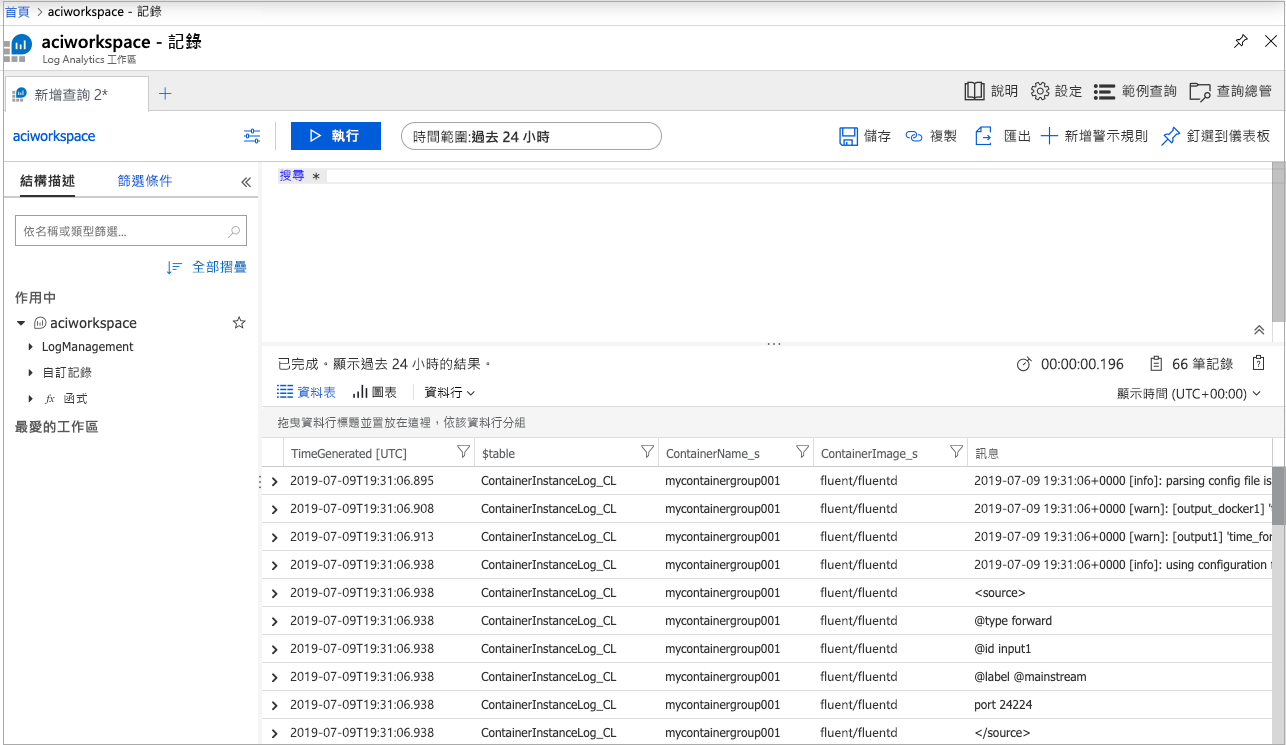 首頁 > aciworkspace - 記錄
aciworkspace - 記錄
Log Analytics 工作區
新增查詢 2*
說明 設定 範例查詢 查詢總管
aciworkspace
執行 時間範圍:過去 24 小時 儲存 複製 匯出 新增警示規則 釘選到儀表板
結構描述 篩選條件
依名稱或類型篩選...
全部摺疊
作用中
aciworkspace
LogManagement
自訂記錄
fx 函式
最愛的工作區
搜尋 *
已完成。顯示過去 24 小時的結果。 00:00:00.196 66 筆記錄
資料表 圖表 資料行 顯示時間 (UTC+00:00)
拖曳資料行標題並置放在這裡，依該資料行分組
TimeGenerated [UTC] $table ContainerName_s ContainerImage_s 訊息
2019-07-09T19:31:06.895 ContainerInstanceLog_CL mycontainergroup001 fluent/fluentd 2019-07-09 19:31:06+0000 [info]: parsing config file is
2019-07-09T19:31:06.908 ContainerInstanceLog_CL mycontainergroup001 fluent/fluentd 2019-07-09 19:31:06+0000 [warn]: [output_docker1] 't
2019-07-09T19:31:06.913 ContainerInstanceLog_CL mycontainergroup001 fluent/fluentd 2019-07-09 19:31:06+0000 [warn]: [output1] 'time_for
2019-07-09T19:31:06.938 ContainerInstanceLog_CL mycontainergroup001 fluent/fluentd 2019-07-09 19:31:06+0000 [info]: using configuration f
2019-07-09T19:31:06.938 ContainerInstanceLog_CL mycontainergroup001 fluent/fluentd <source>
2019-07-09T19:31:06.938 ContainerInstanceLog_CL mycontainergroup001 fluent/fluentd @type forward
2019-07-09T19:31:06.938 ContainerInstanceLog_CL mycontainergroup001 fluent/fluentd @id input1
2019-07-09T19:31:06.938 ContainerInstanceLog_CL mycontainergroup001 fluent/fluentd @label @mainstream
2019-07-09T19:31:06.938 ContainerInstanceLog_CL mycontainergroup001 fluent/fluentd port 24224
2019-07-09T19:31:06.938 ContainerInstanceLog_CL mycontainergroup001 fluent/fluentd </source>